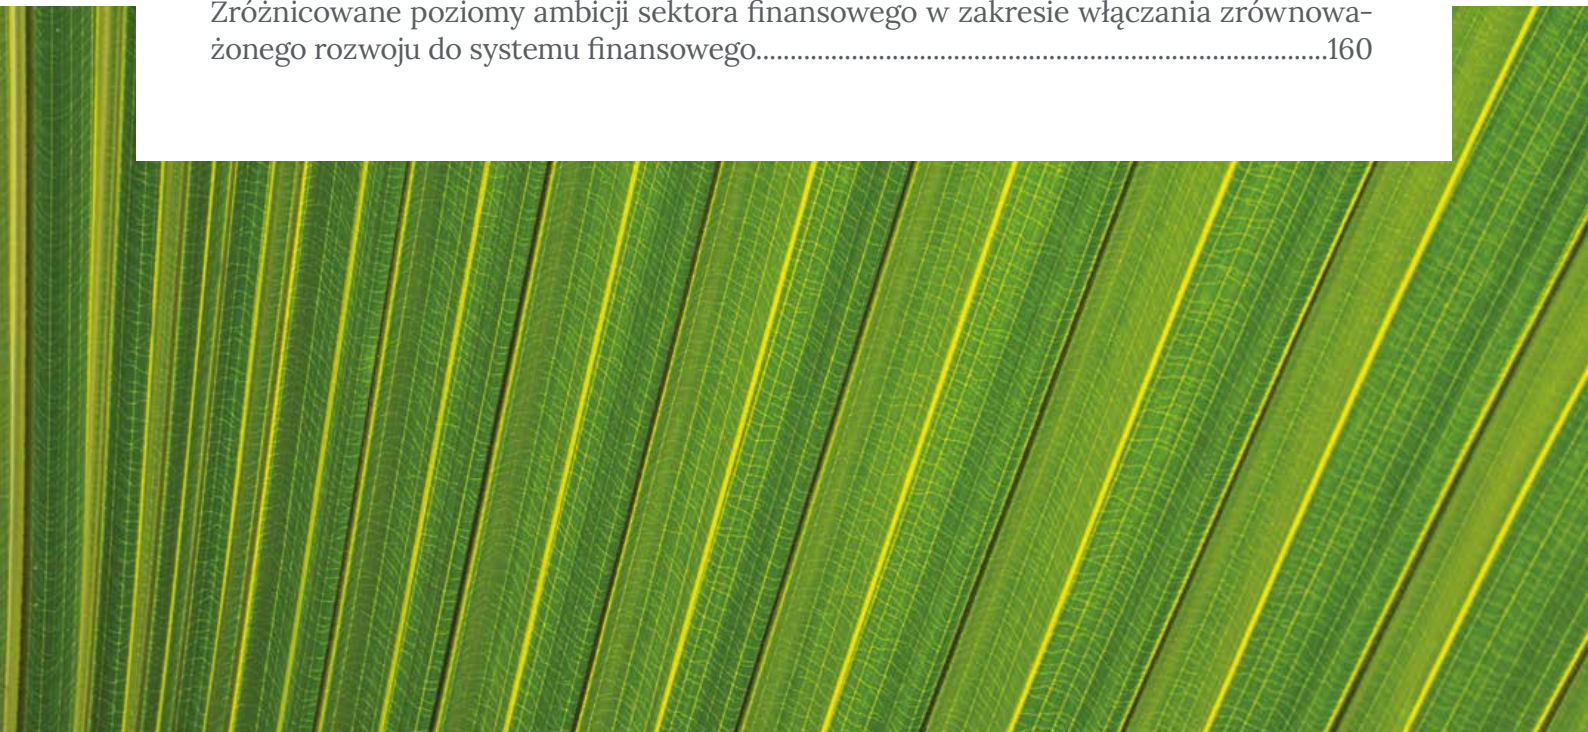 Zróżnicowane poziomy ambicji sektora finansowego w zakresie włączania zrównowa-
żonego rozwoju do systemu finansowego....................................................................................160